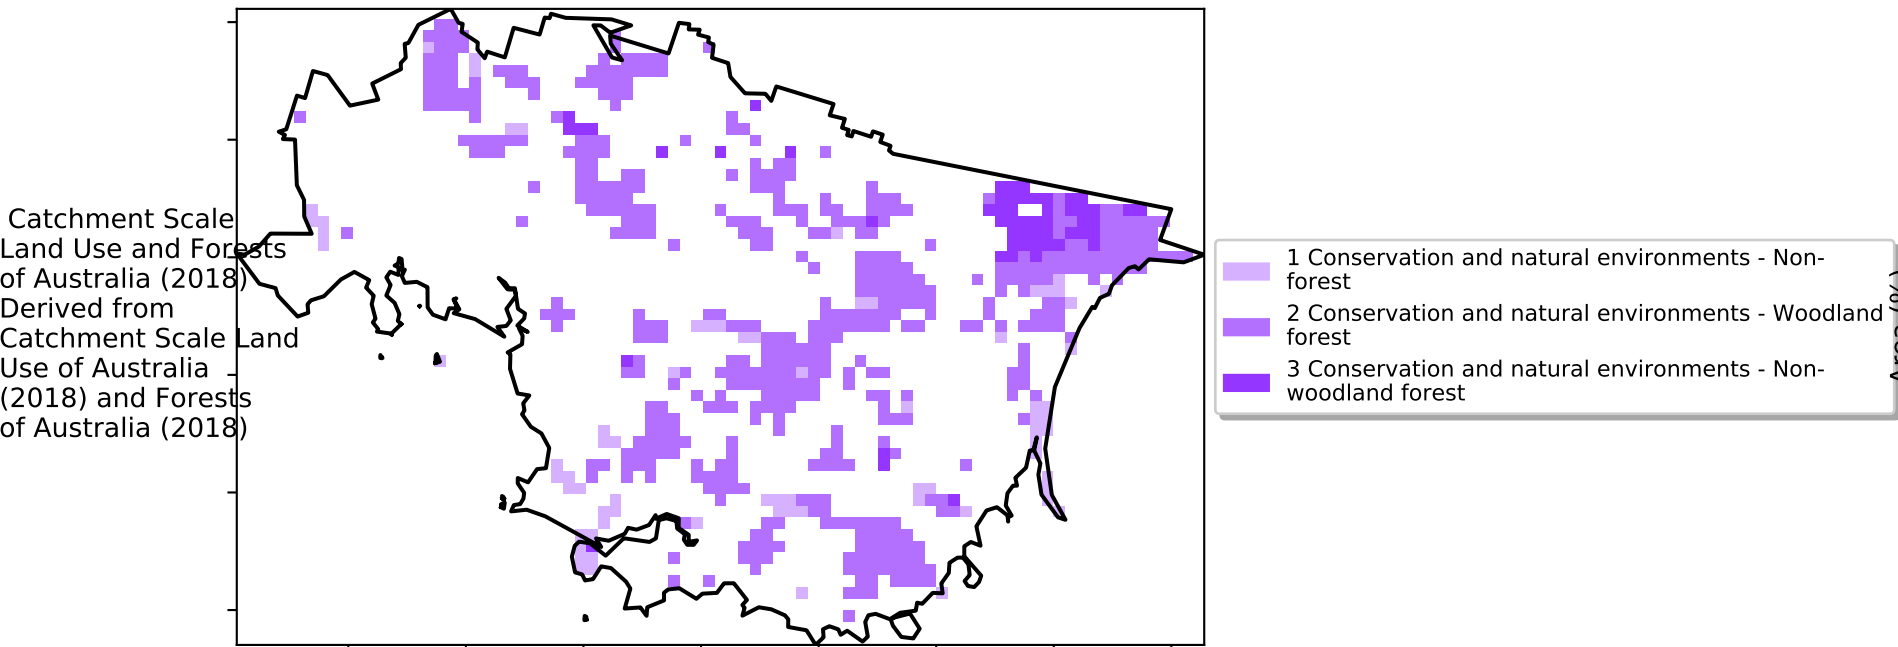 Catchment Scale
Land Use and Forests
of Australia (2018)
Derived from
Catchment Scale Land
Use of Australia
(2018) and Forests
of Australia (2018)
1 Conservation and natural environments - Non-
forest
2 Conservation and natural environments - Woodland
forest
3 Conservation and natural environments - Non-
woodland forest